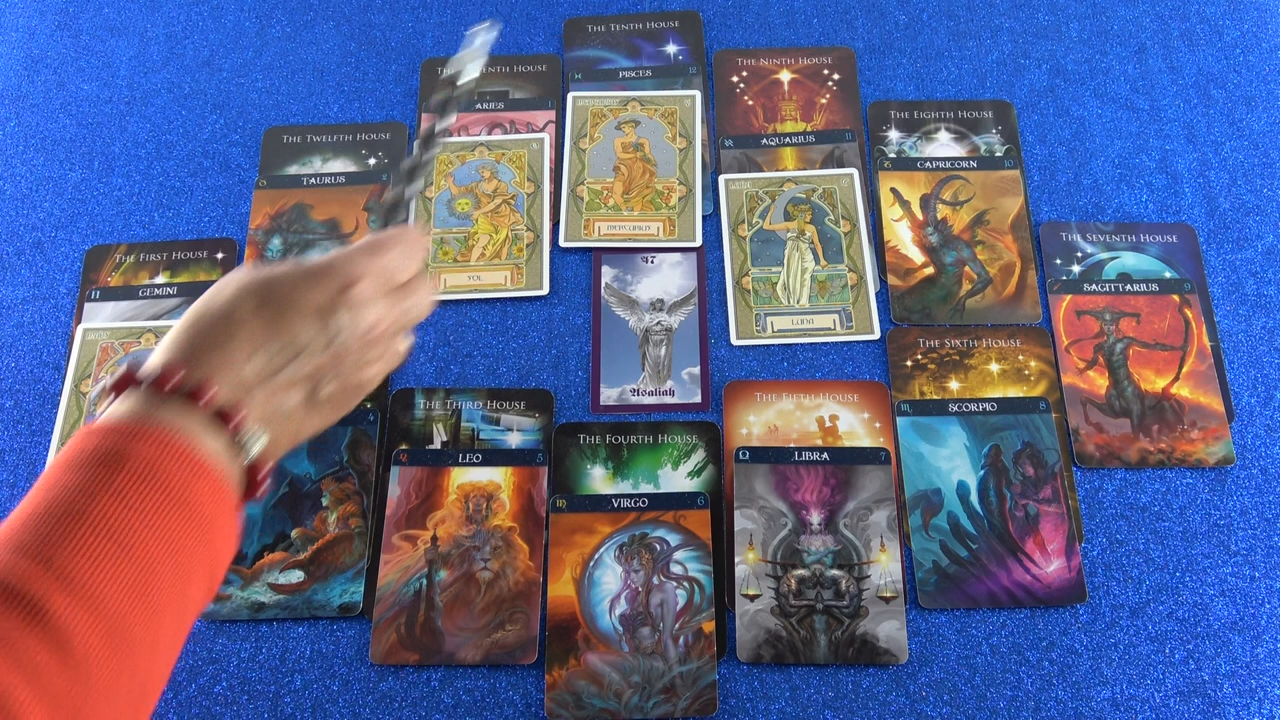 THE TENTH HOUSE
PISCES 12
MERCURIUS
THE NINTH HOUSE
AQUARIUS 11
LUNA
THE EIGHTH HOUSE
CAPRICORN 10
HOUSE
ARIES 1
SOL
THE TWELFTH HOUSE
TAURUS 2
THE FIRST HOUSE
GEMINI
THE SEVENTH HOUSE
SAGITTARIUS 9
47
Asaliah
THE SIXTH HOUSE
SCORPIO 8
THE THIRD HOUSE
LEO 5
THE FOURTH HOUSE
VIRGO 6
THE FIFTH HOUSE
LIBRA 7
4